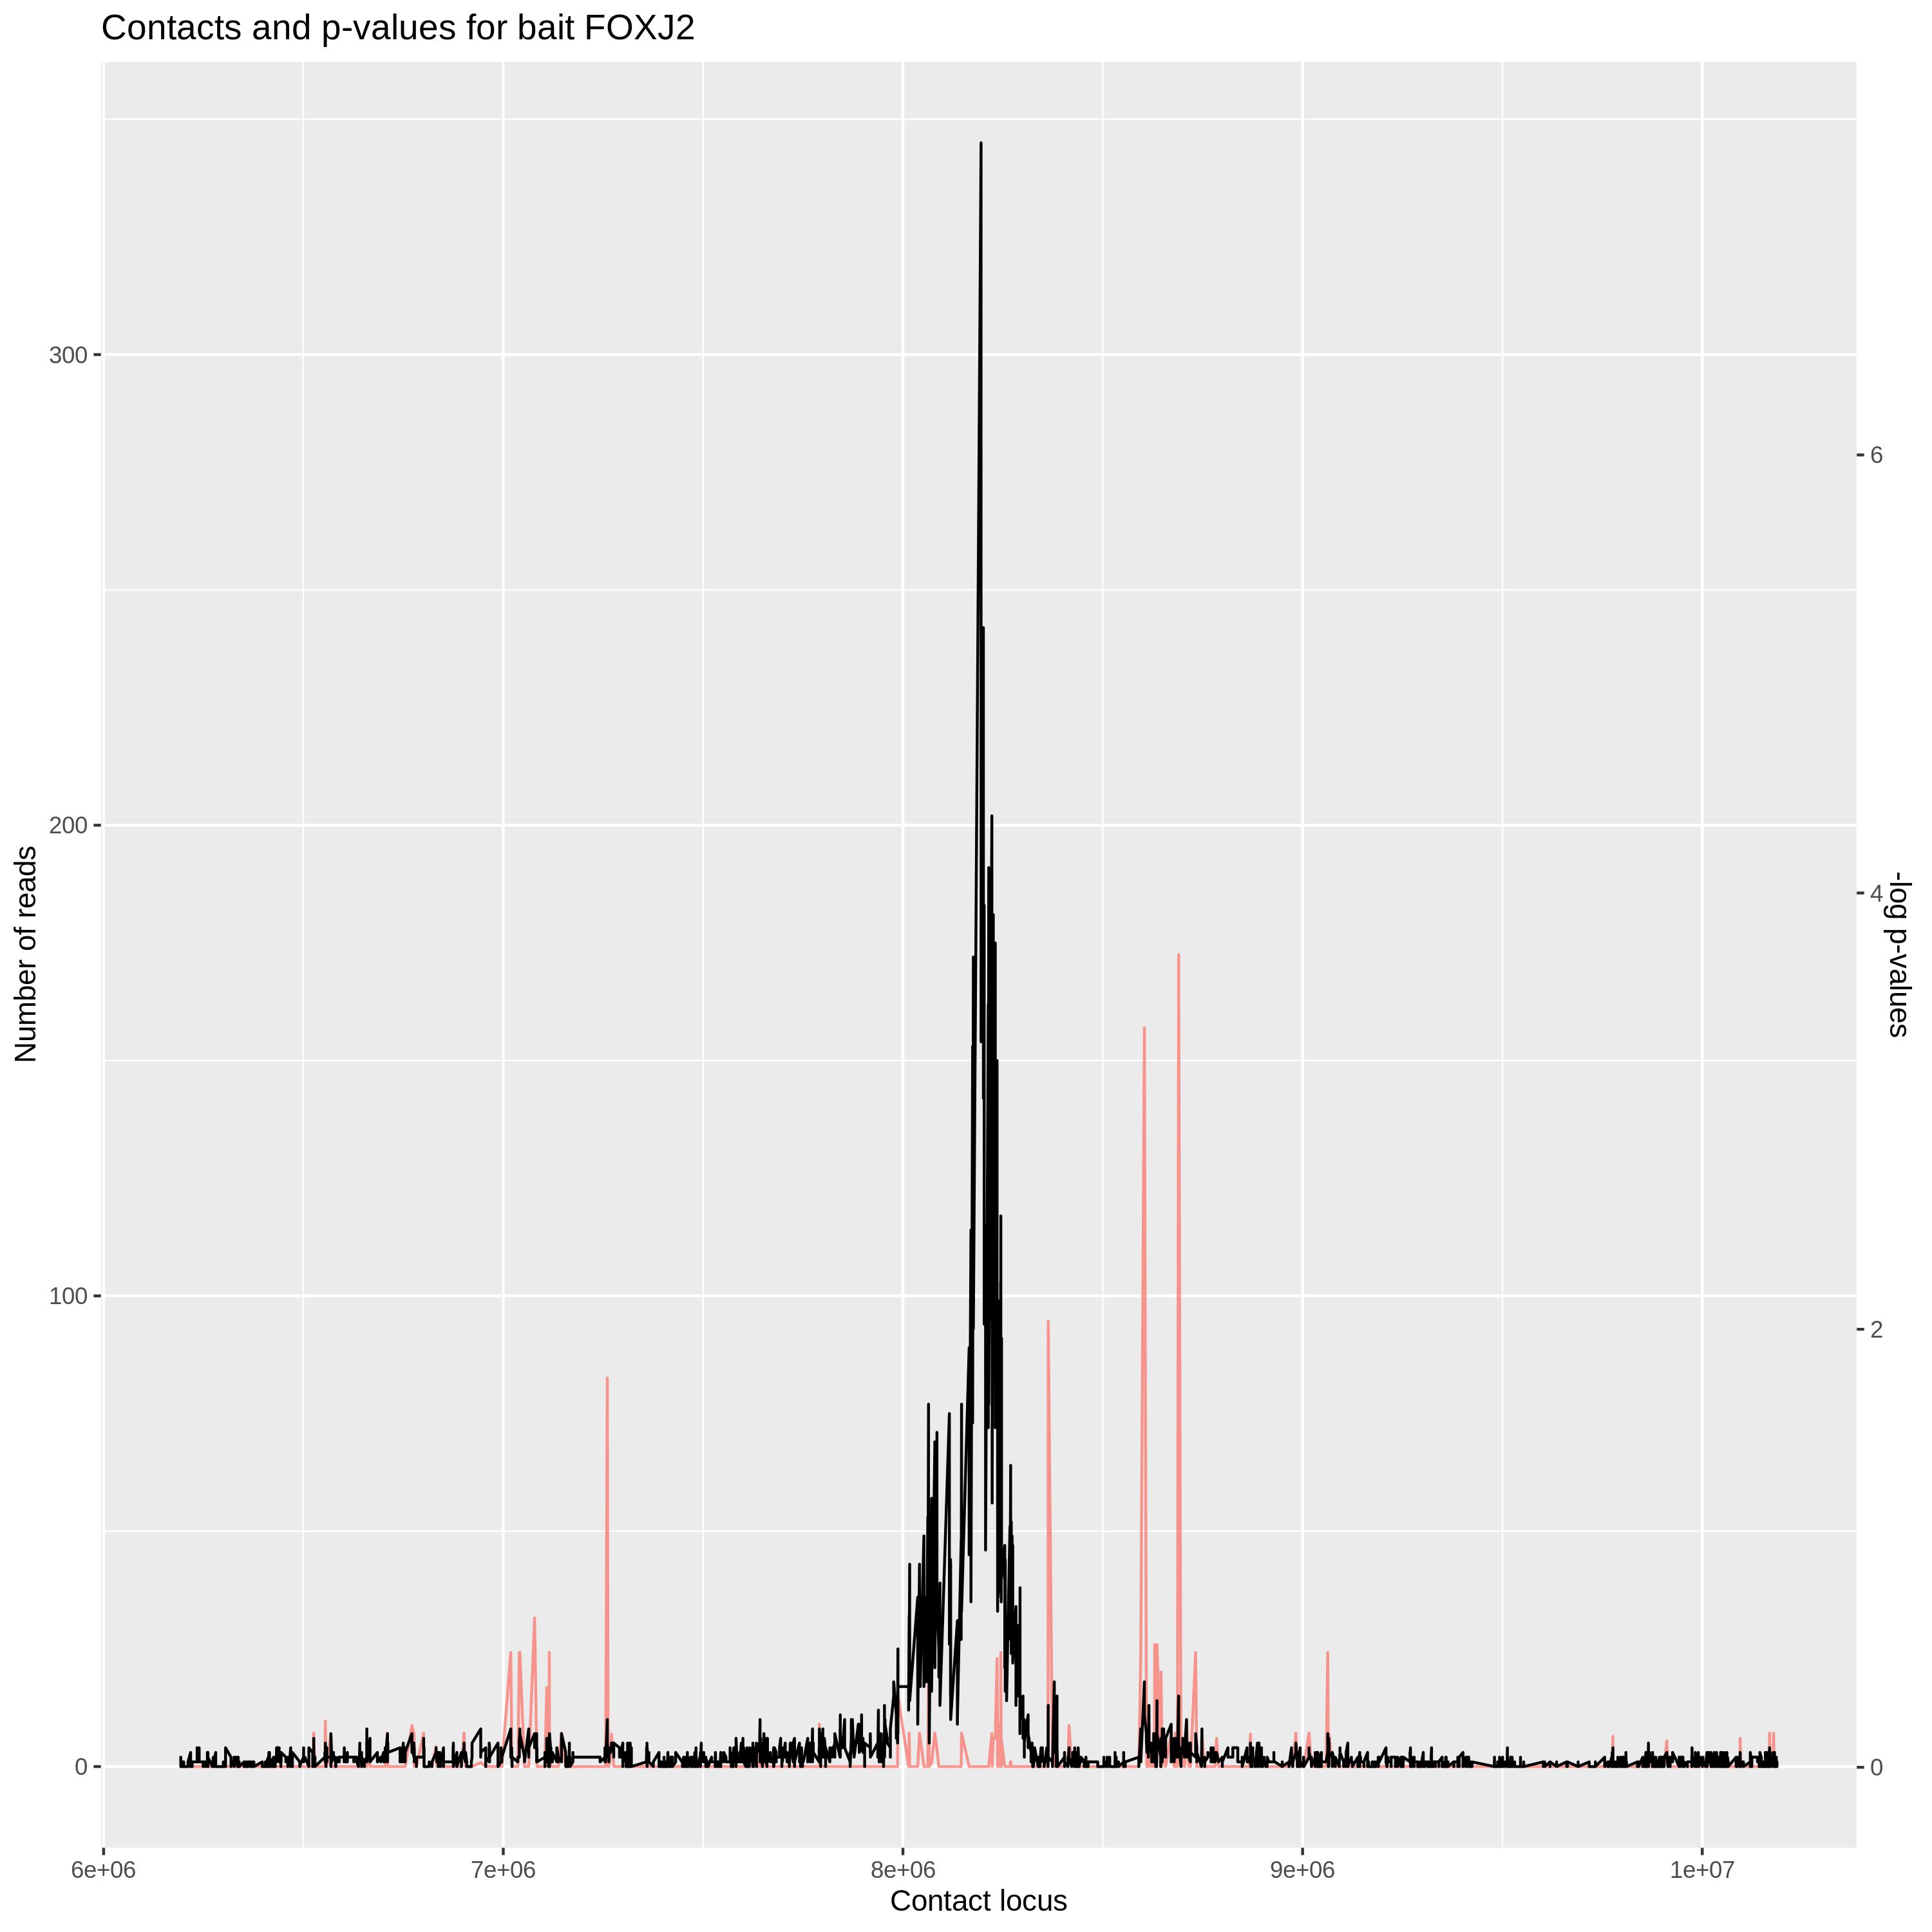 Contacts and p-values for bait FOXJ2
Number of reads
300
200
100
0
6
4
2
0
-log p-values
6e+06
7e+06
8e+06
9e+06
1e+07
Contact locus